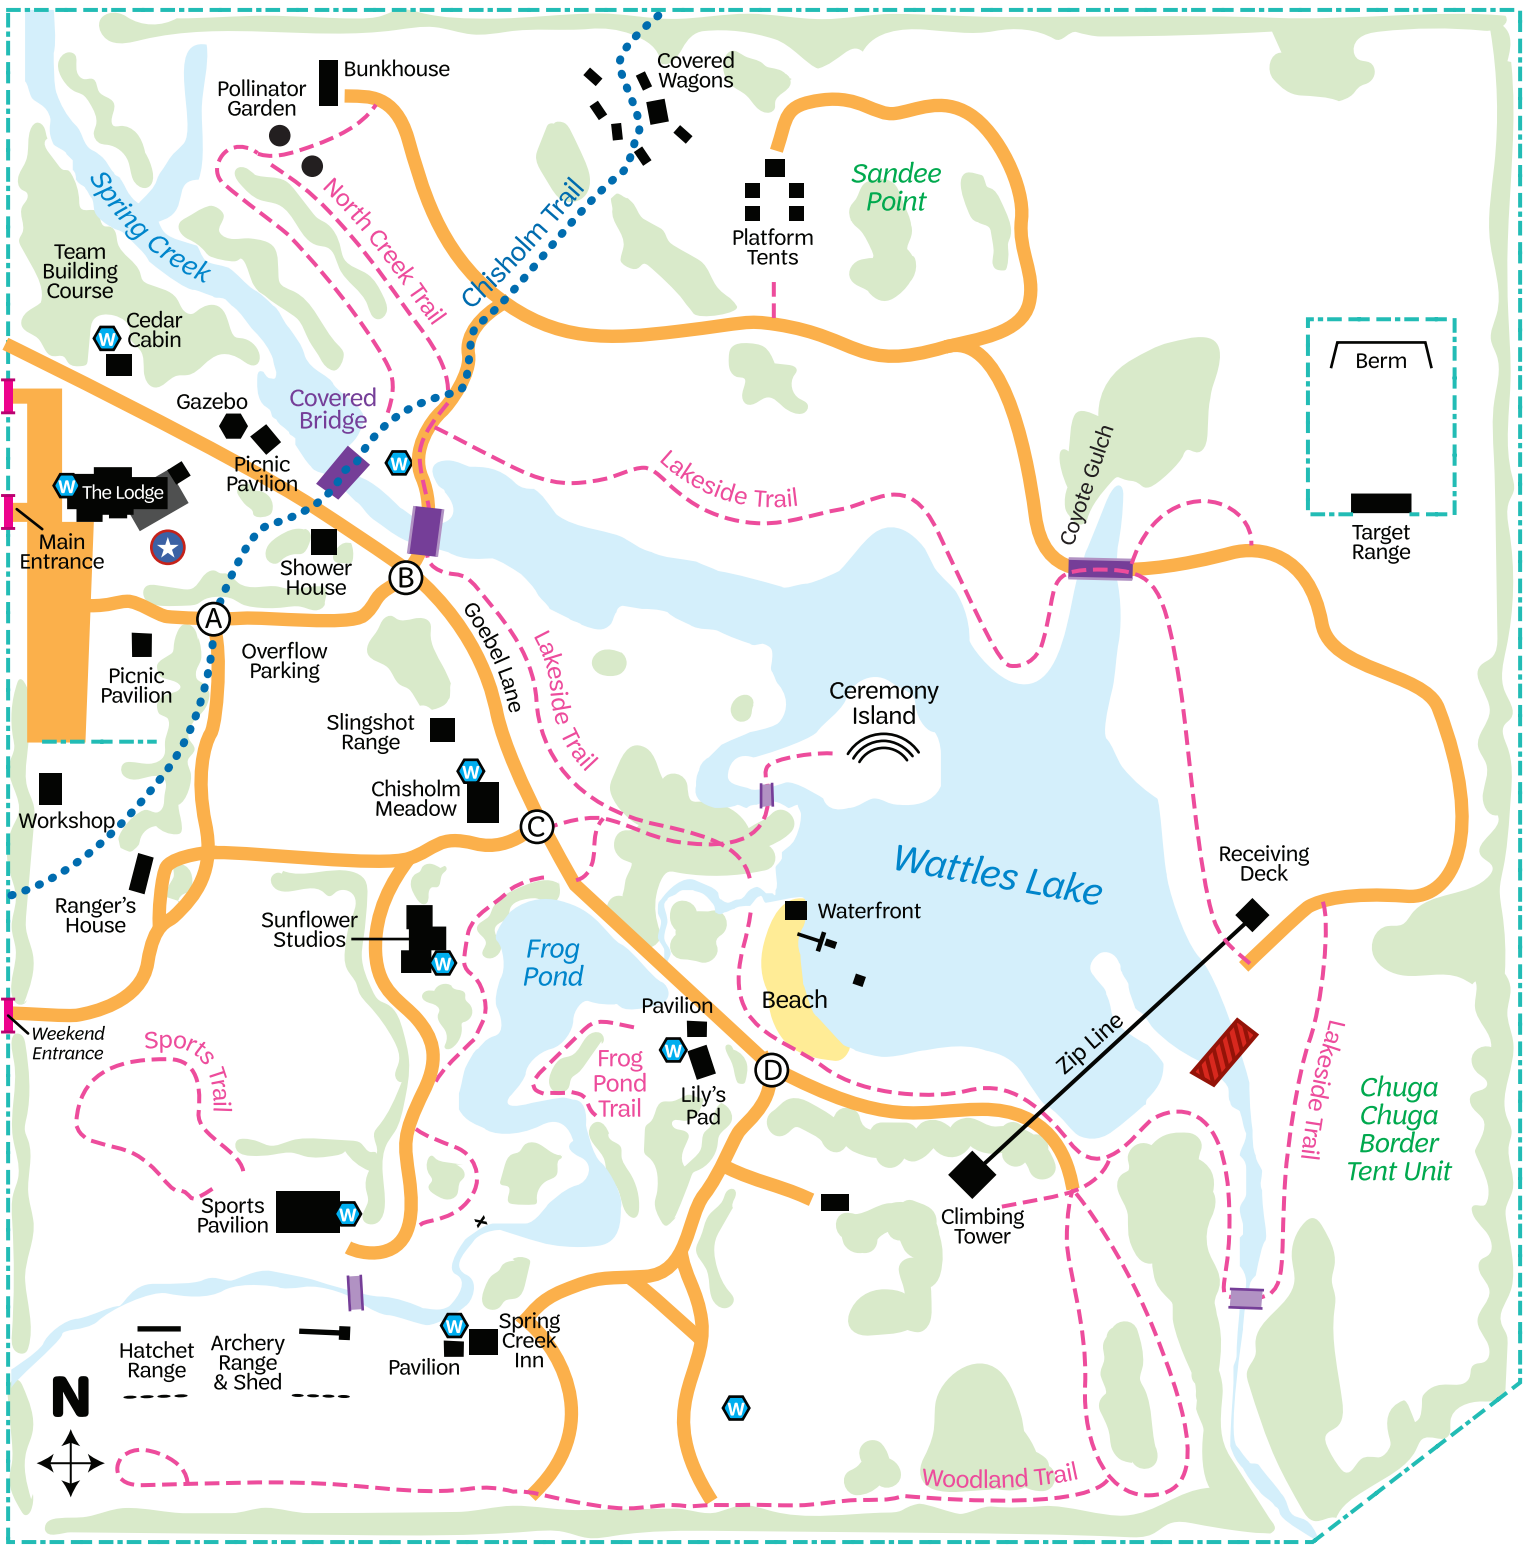 Bunkhouse
Pollinator
Garden
Covered
Wagons
Sandee
Point
Spring Creek
North Creek Trail
Chisholm Trail
Platform
Tents
Team
Building
Course
W
Cedar
Cabin
Berm
Gazebo
Covered
Bridge
Picnic
Pavilion
W
Lakeside Trail
Coyote Gulch
W
The Lodge
Target
Range
Main
Entrance
Shower
House
B
A
Goebel Lane
Overflow
Parking
Lakeside Trail
Picnic
Pavilion
Ceremony
Island
Slingshot
Range
W
Chisholm
Meadow
Workshop
C
Wattles Lake
Receiving
Deck
Ranger's
House
Sunflower
Studios
W
Waterfront
Frog
Pond
Beach
Pavilion
Weekend
Entrance
Sports Trail
W
Frog
Pond
Trail
Lily's
Pad
D
Zip Line
Lakeside Trail
Chuga
Chuga
Border
Tent Unit
Sports
Pavilion
W
Climbing
Tower
Hatchet
Range
Archery
Range
& Shed
W
Pavilion
Spring
Creek
Inn
N
W
Woodland Trail